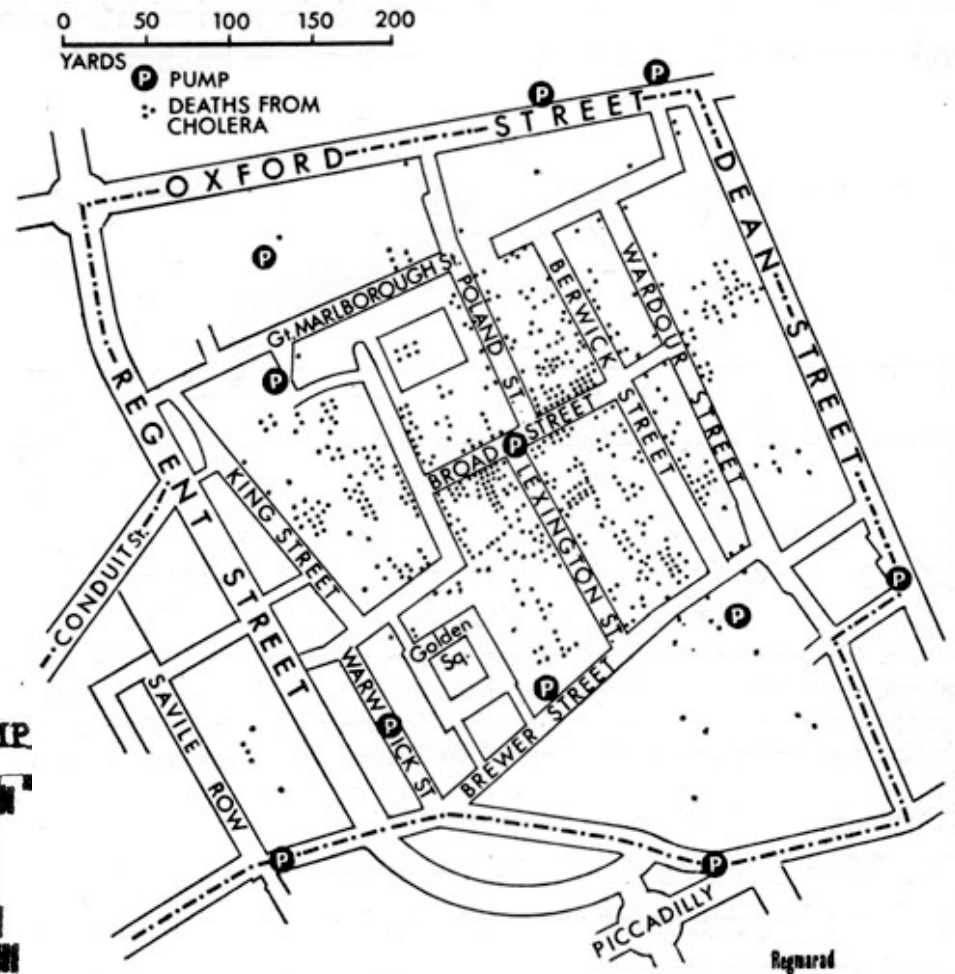 0 50 100 150 200
YARDS
P PUMP
DEATHS FROM
CHOLERA
P
P
OXFORD STREET
DEAN STREET
P
Gt. MARLBOROUGH St.
POLAND ST.
BERWICK STREET
WARDOUR STREET
P
REGENT STREET
BROAD STREET
P
KING STREET
LEXINGTON ST.
CONDUIT St.
P
P
Golden
Sq.
WARWICK ST
P
BREWER STREET
SAVILE ROW
P
MP
P
P
PICCADILLY
Regmarad